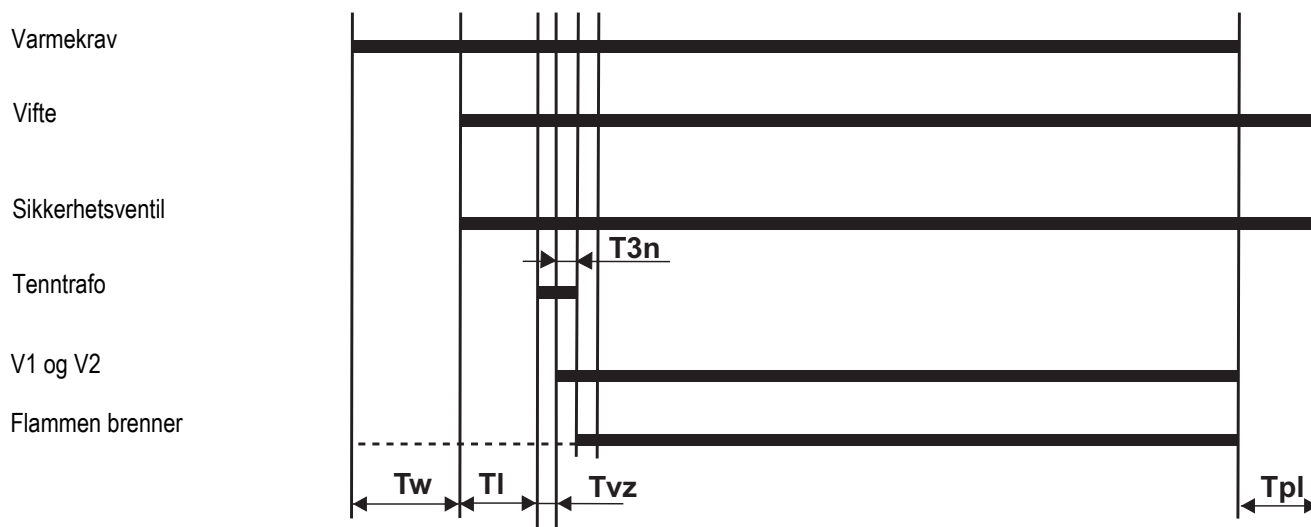 Varmekrav
Vifte
Sikkerhetsventil
T3n
Tenntrafo
V1 og V2
Flammen brenner
Tw Tl Tvz Tpl